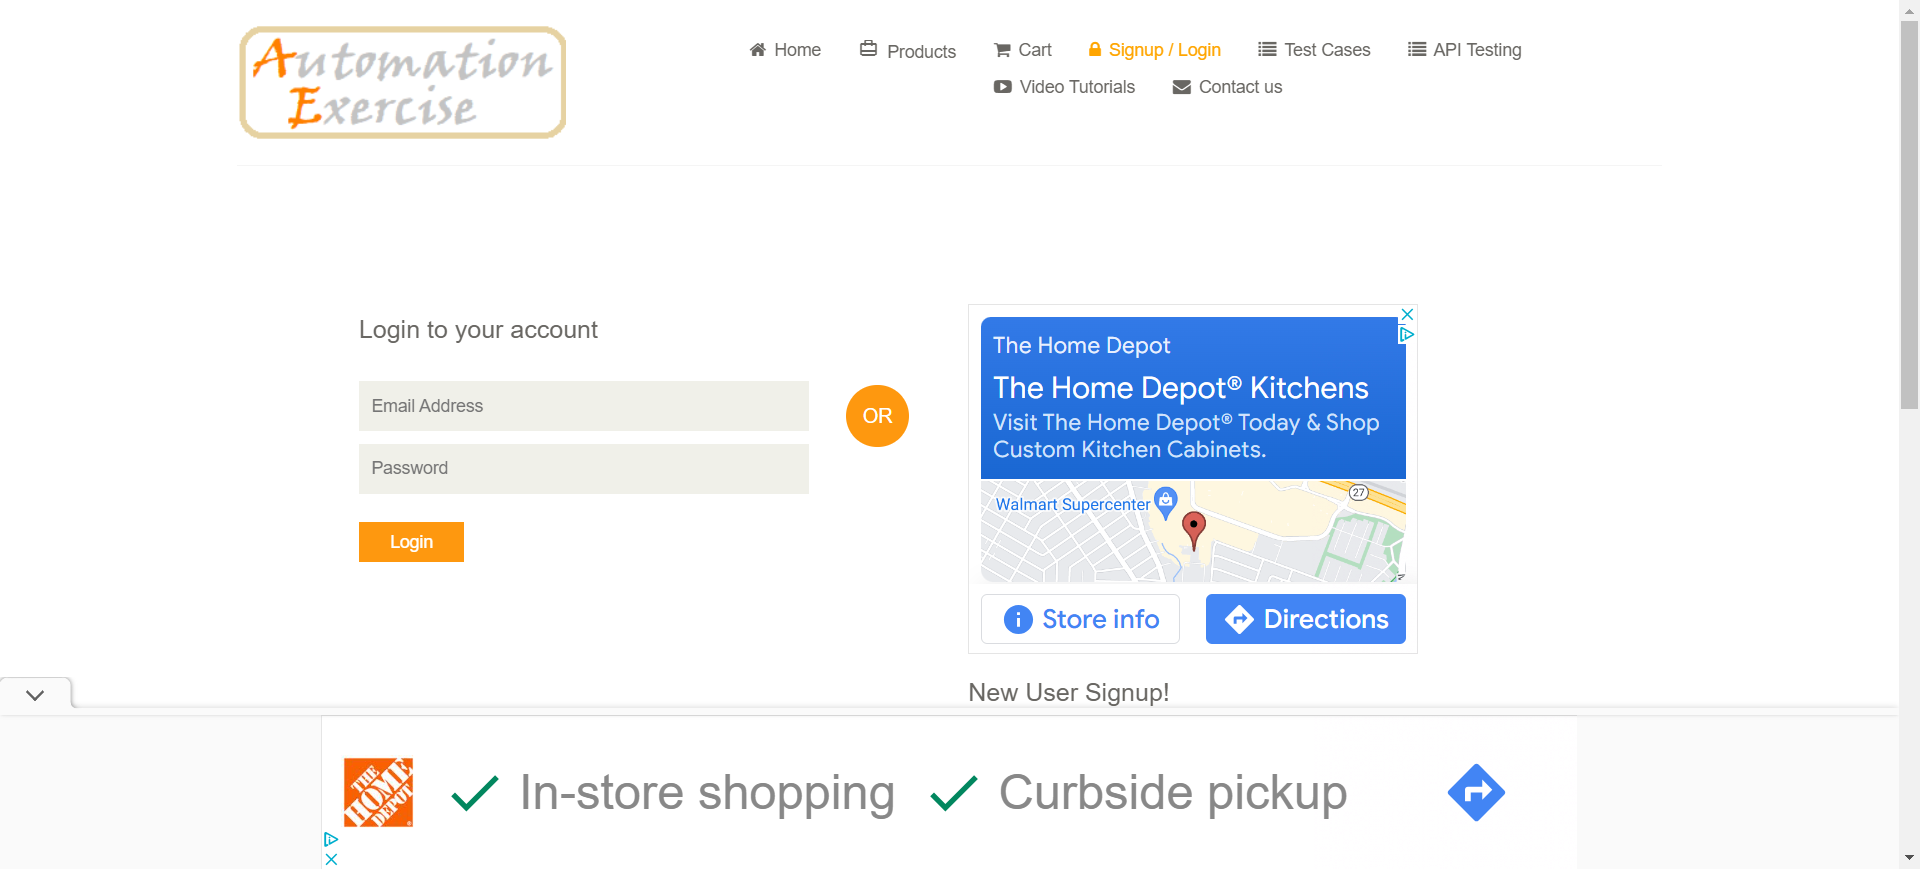 Automation
Exercise
Home
Products
Cart
Signup / Login
Test Cases
API Testing
Video Tutorials
Contact us
Login to your account
Email Address
Password
Login
OR
The Home Depot
The Home Depot® Kitchens
Visit The Home Depot® Today & Shop
Custom Kitchen Cabinets.
Walmart Supercenter
27
Store info
Directions
New User Signup!
THE
HOME
DEPOT
In-store shopping
Curbside pickup